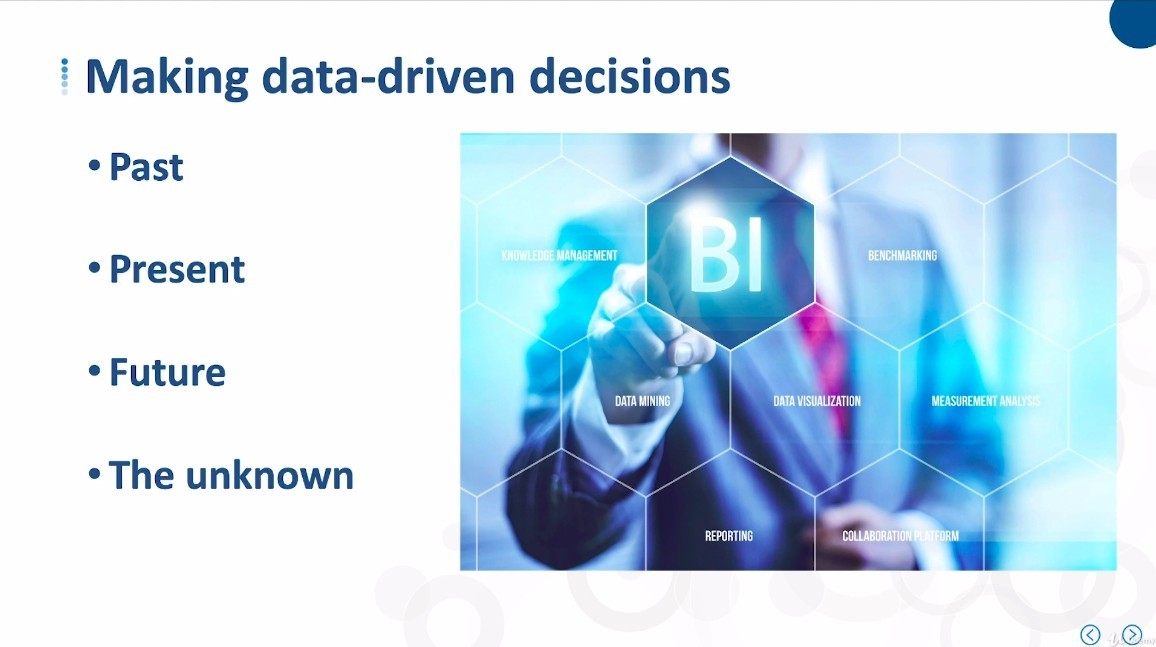 Making data-driven decisions
• Past
• Present
• Future
• The unknown
BI
KNOWLEDGE MANAGEMENT
BENCHMARKING
DATA MINING
DATA VISUALIZATION
MEASUREMENT ANALYSIS
REPORTING
COLLABORATION PLATFORM